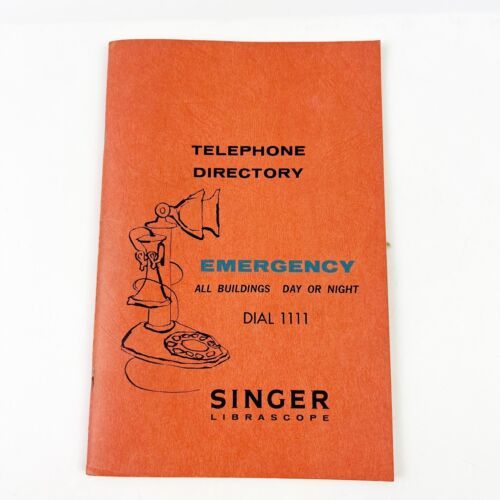 TELEPHONE
DIRECTORY
EMERGENCY
ALL BUILDINGS DAY OR NIGHT
DIAL 1111
SINGER
LIBRASCOPE